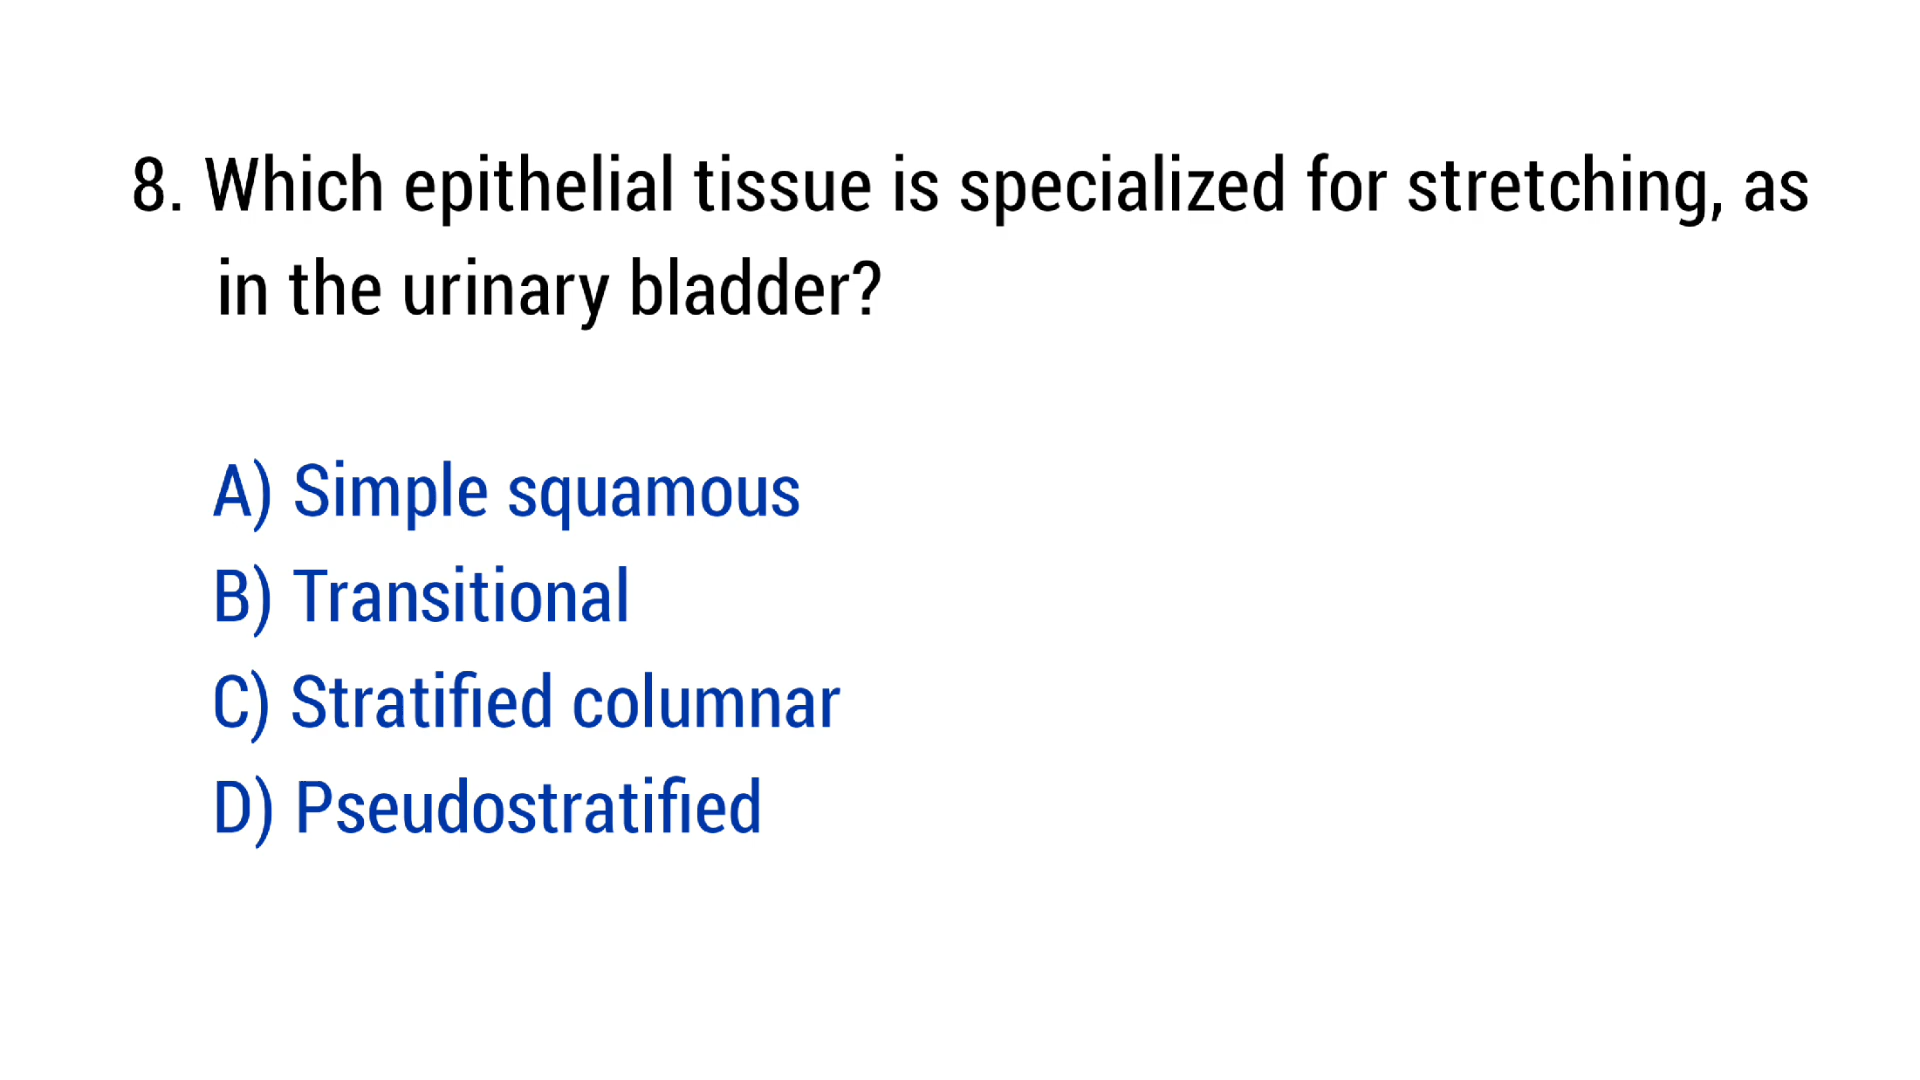 8. Which epithelial tissue is specialized for stretching, as
in the urinary bladder?
A) Simple squamous
B) Transitional
C) Stratified columnar
D) Pseudostratified